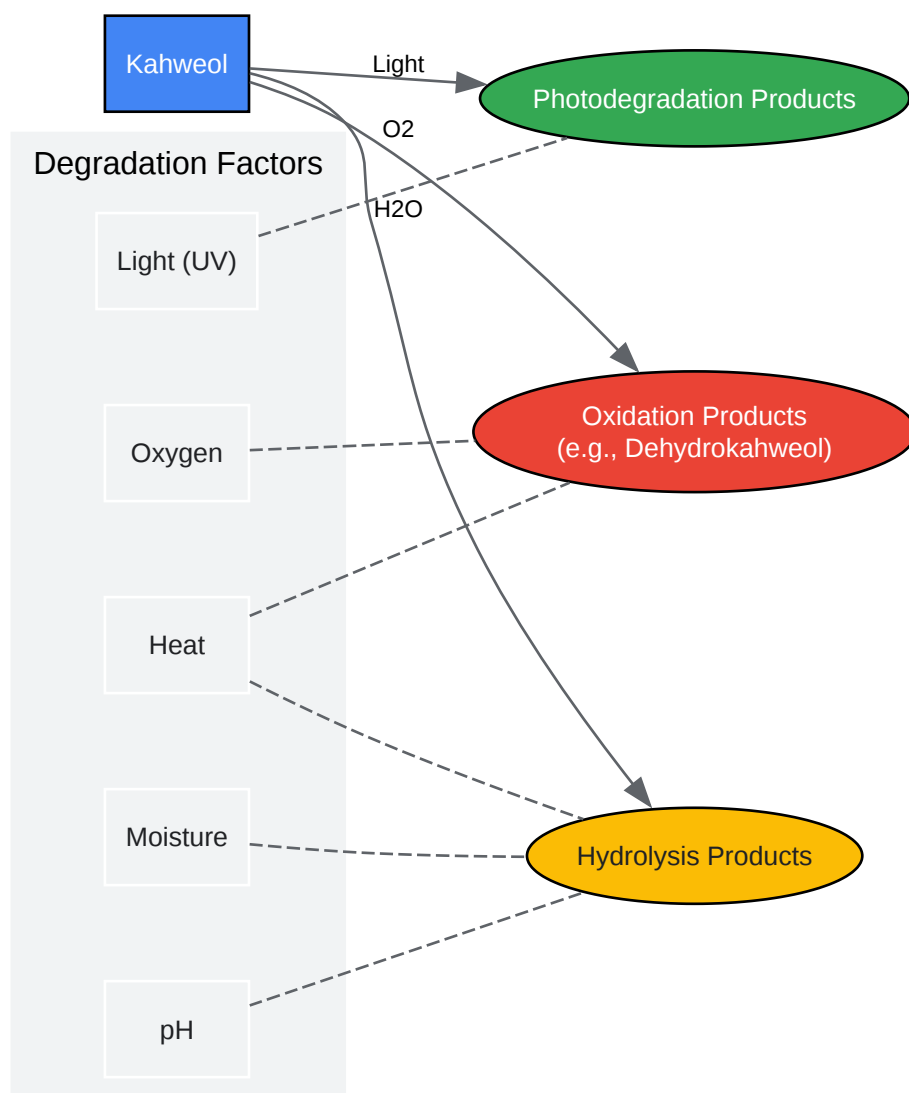 Kahweol
Light
Photodegradation Products
O2
Degradation Factors
H2O
Light (UV)
Oxidation Products
(e.g., Dehydrokahweol)
Oxygen
Heat
Moisture
Hydrolysis Products
pH